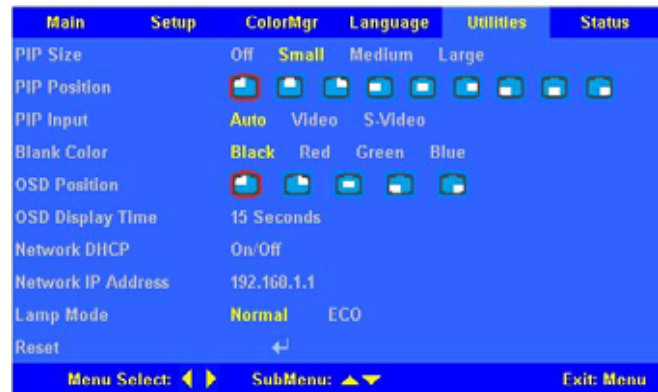 Main Setup ColorMgr Language Utilities Status
PIP Size Off Small Medium Large
PIP Position
PIP Input Auto Video S-Video
Blank Color Black Red Green Blue
OSD Position
OSD Display Time 15 Seconds
Network DHCP On/Off
Network IP Address 192.168.1.1
Lamp Mode Normal ECO
Reset
Menu Select: SubMenu: Exit: Menu